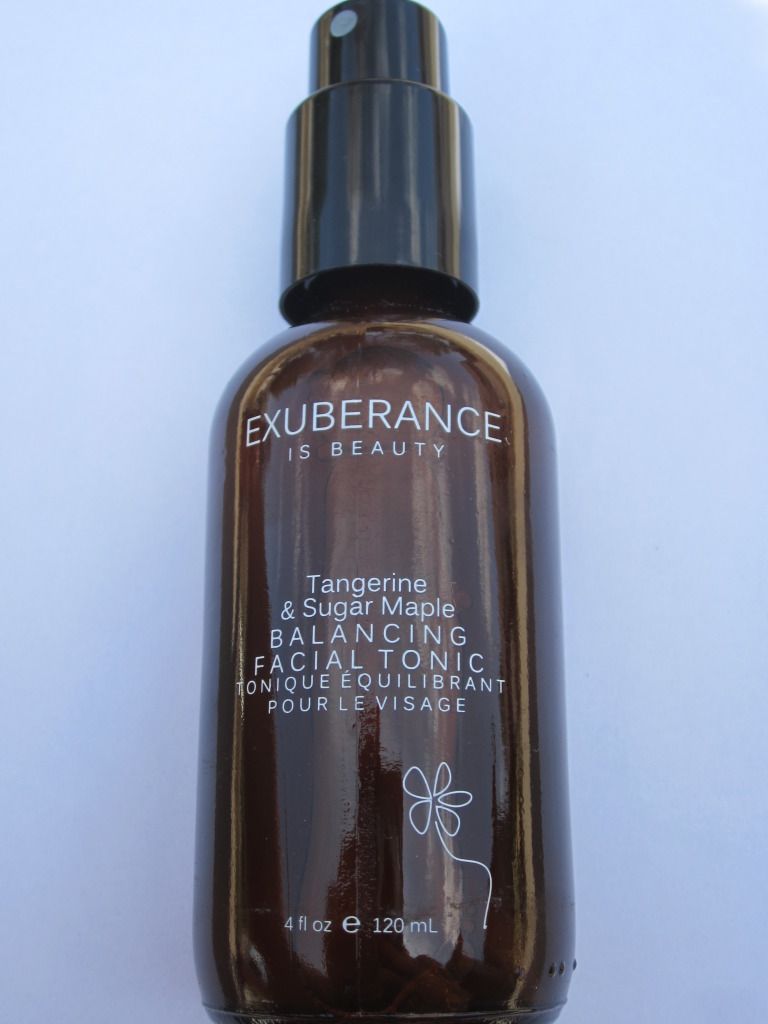 EXUBERANCE
IS BEAUTY
Tangerine
& Sugar Maple
BALANCING
FACIAL TONIC
TONIQUE ÉQUILIBRANT
POUR LE VISAGE
4 fl oz ℮ 120 mL